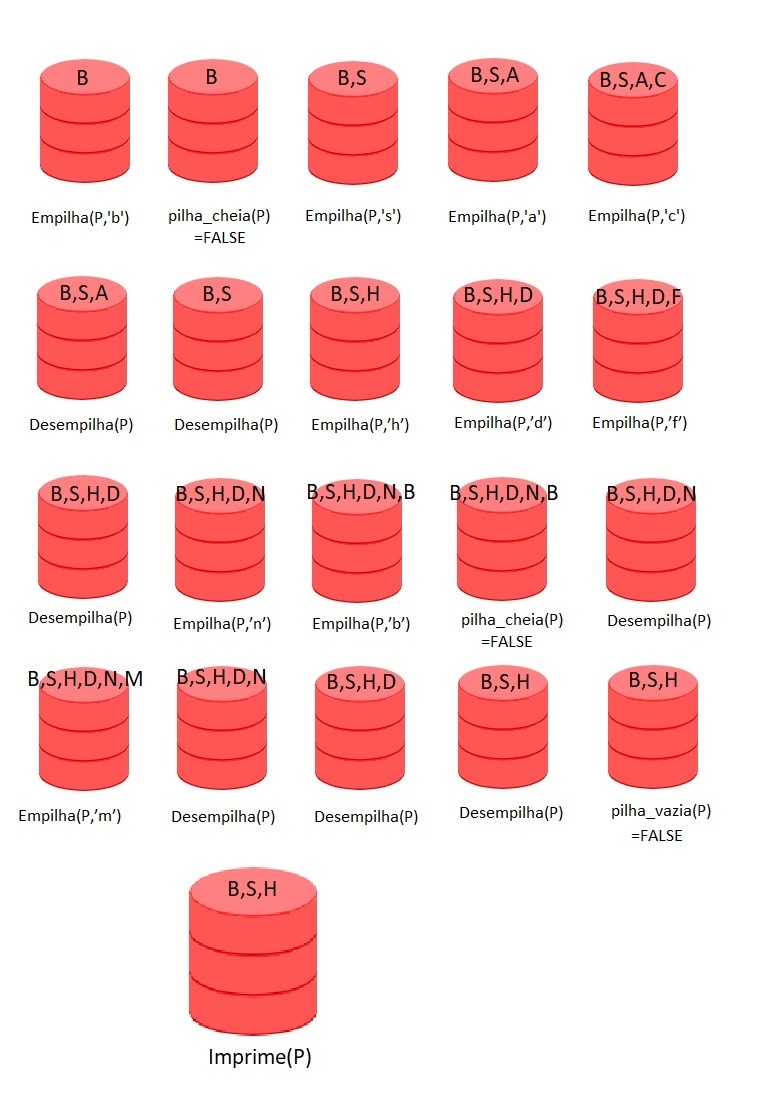 B
B
B,S
B,S,A
B,S,A,C
Empilha(P,'b')
pilha_cheia(P)
=FALSE
Empilha(P,'s')
Empilha(P,'a')
Empilha(P,'c')
B,S,A
B,S
B,S,H
B,S,H,D
B,S,H,D,F
Desempilha(P)
Desempilha(P)
Empilha(P,’h’)
Empilha(P,’d’)
Empilha(P,’f’)
B,S,H,D
B,S,H,D,N
B,S,H,D,N,B
B,S,H,D,N,B
B,S,H,D,N
Desempilha(P)
Empilha(P,’n’)
Empilha(P,’b’)
pilha_cheia(P)
=FALSE
Desempilha(P)
B,S,H,D,N,M
B,S,H,D,N
B,S,H,D
B,S,H
B,S,H
Empilha(P,’m’)
Desempilha(P)
Desempilha(P)
Desempilha(P)
pilha_vazia(P)
=FALSE
B,S,H
Imprime(P)